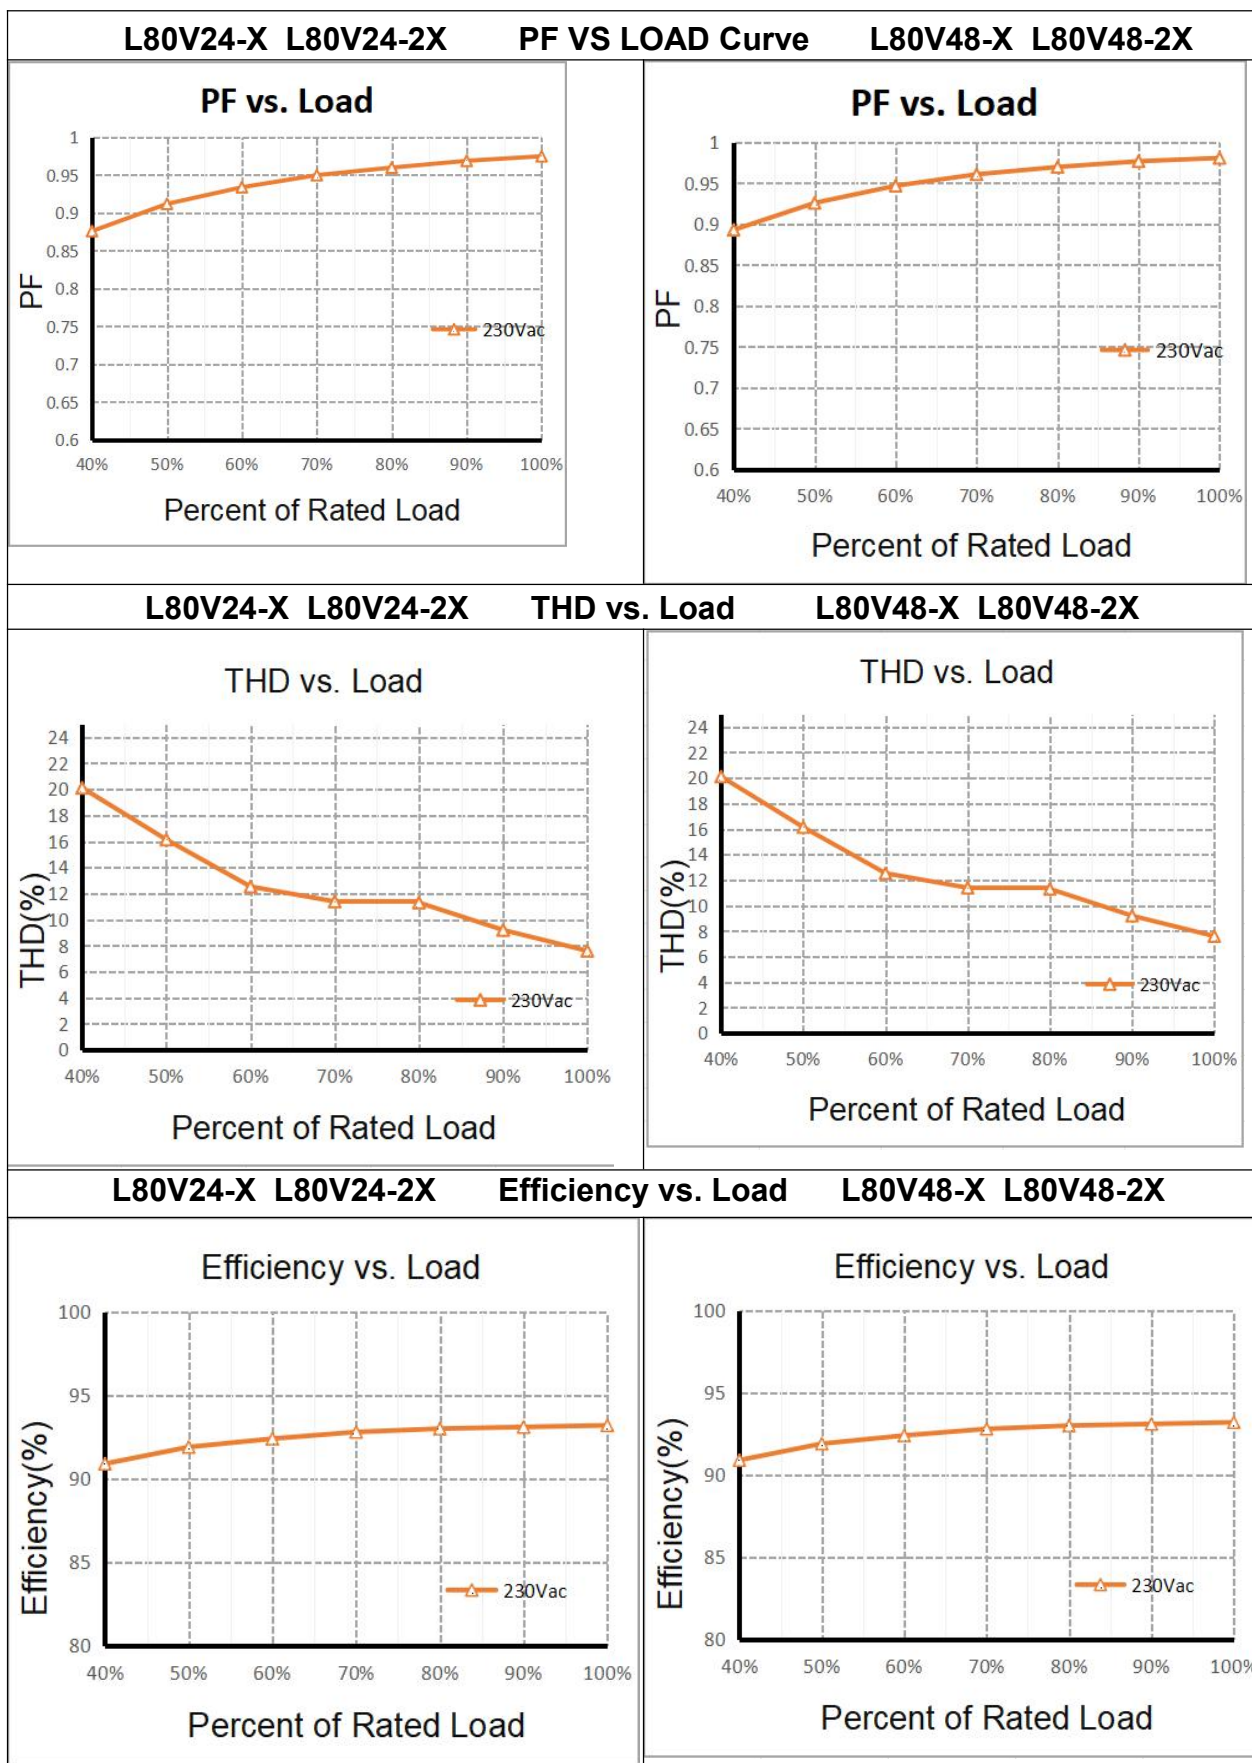 L80V24-X L80V24-2X PF VS LOAD Curve L80V48-X L80V48-2X
PF vs. Load
1
0.95
0.9
0.85
0.8
0.75
0.7
0.65
0.6
PF
230Vac
40% 50% 60% 70% 80% 90% 100%
Percent of Rated Load
PF vs. Load
1
0.95
0.9
0.85
0.8
0.75
0.7
0.65
0.6
PF
230Vac
40% 50% 60% 70% 80% 90% 100%
Percent of Rated Load
L80V24-X L80V24-2X THD vs. Load L80V48-X L80V48-2X
THD vs. Load
24
22
20
18
16
14
12
10
8
6
4
2
0
THD(%)
230Vac
40% 50% 60% 70% 80% 90% 100%
Percent of Rated Load
THD vs. Load
24
22
20
18
16
14
12
10
8
6
4
2
0
THD(%)
230Vac
40% 50% 60% 70% 80% 90% 100%
Percent of Rated Load
L80V24-X L80V24-2X Efficiency vs. Load L80V48-X L80V48-2X
Efficiency vs. Load
100
95
90
85
80
Efficiency(%)
230Vac
40% 50% 60% 70% 80% 90% 100%
Percent of Rated Load
Efficiency vs. Load
100
95
90
85
80
Efficiency(%)
230Vac
40% 50% 60% 70% 80% 90% 100%
Percent of Rated Load